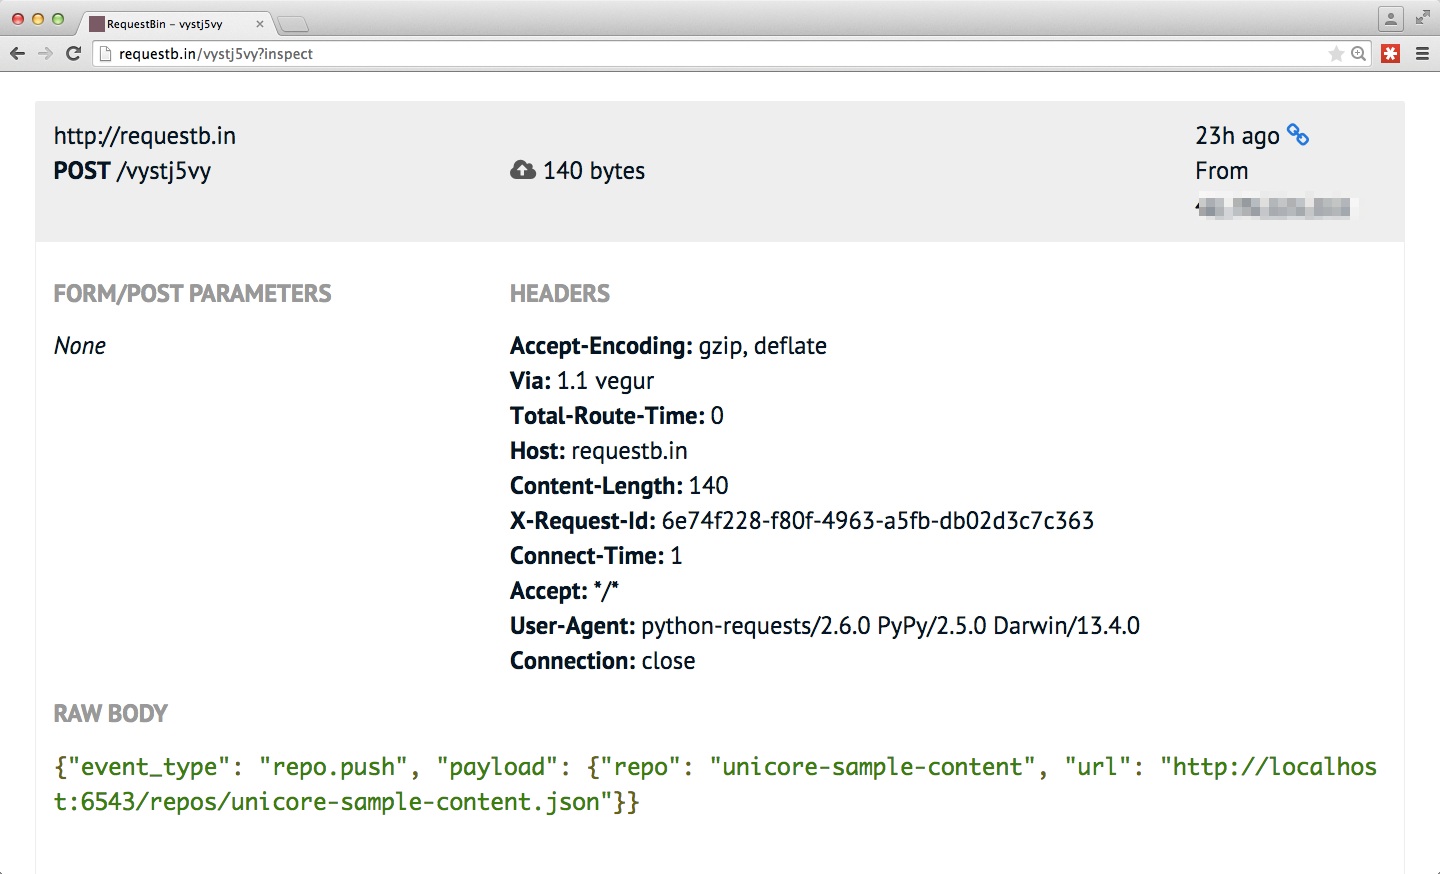 RequestBin – vystj5vy
requestb.in/vystj5vy?inspect
http://requestb.in
POST /vystj5vy
140 bytes
23h ago
From
FORM/POST PARAMETERS
None
HEADERS
Accept-Encoding: gzip, deflate
Via: 1.1 vegur
Total-Route-Time: 0
Host: requestb.in
Content-Length: 140
X-Request-Id: 6e74f228-f80f-4963-a5fb-db02d3c7c363
Connect-Time: 1
Accept: */*
User-Agent: python-requests/2.6.0 PyPy/2.5.0 Darwin/13.4.0
Connection: close
RAW BODY
{"event_type": "repo.push", "payload": {"repo": "unicore-sample-content", "url": "http://localhos
t:6543/repos/unicore-sample-content.json"}}